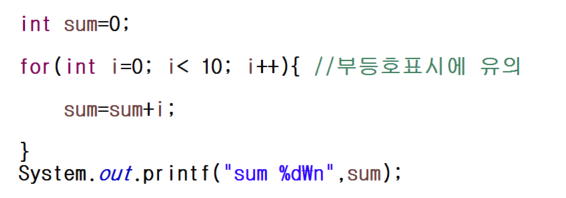 int sum=0;
for(int i=0; i< 10; i++){ //부등호표시에 유의
sum=sum+i;
}
System.out.printf("sum %d₩n",sum);